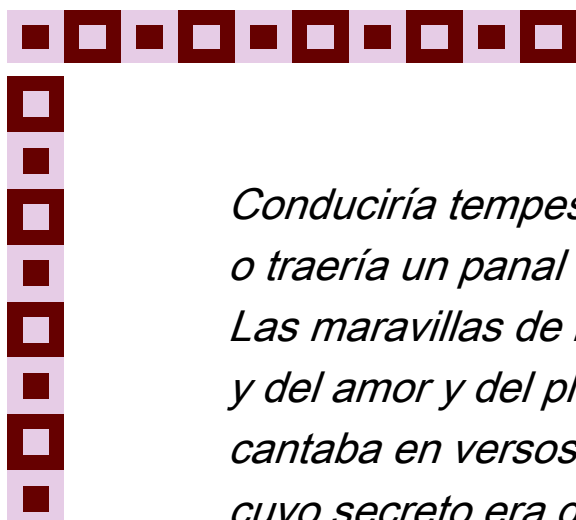 Conduciría tempes
o traería un panal
Las maravillas de
y del amor y del pl
cantaba en versos
cuyo secreto era d